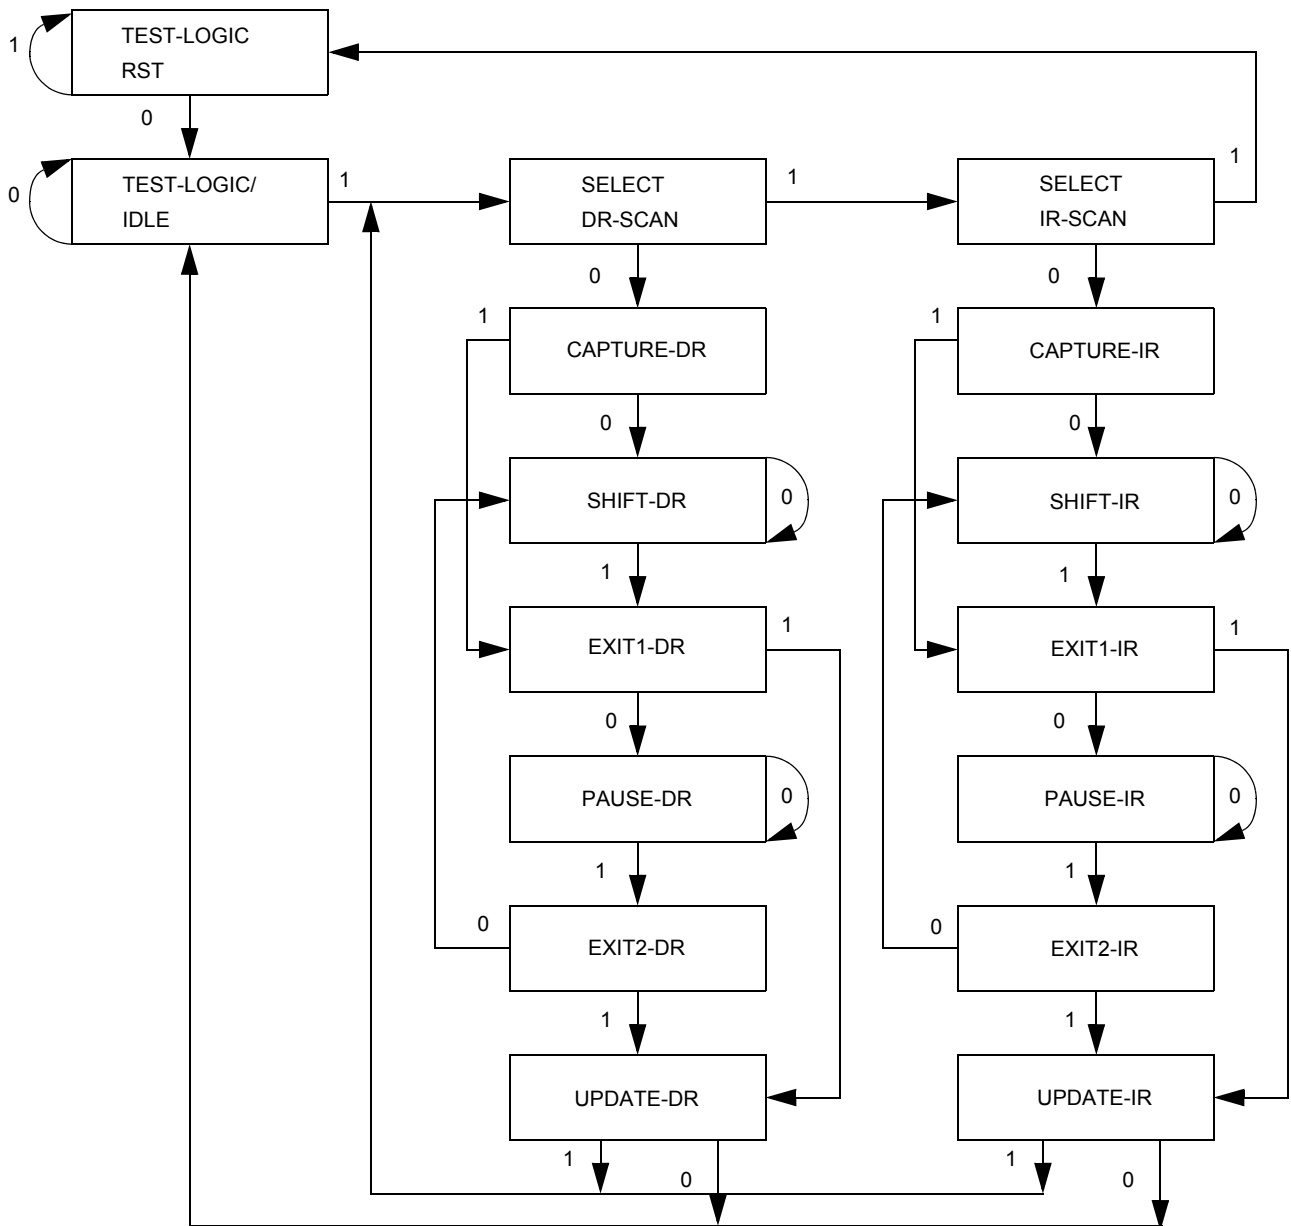 TEST-LOGIC
RST
1
0
TEST-LOGIC/
IDLE
0
1
SELECT
DR-SCAN
1
SELECT
IR-SCAN
1
0
0
1
CAPTURE-DR
1
CAPTURE-IR
0
0
SHIFT-DR
0
SHIFT-IR
0
1
1
EXIT1-DR
1
EXIT1-IR
1
0
0
PAUSE-DR
0
PAUSE-IR
0
1
1
0
EXIT2-DR
0
EXIT2-IR
1
1
UPDATE-DR
UPDATE-IR
1
0
1
0